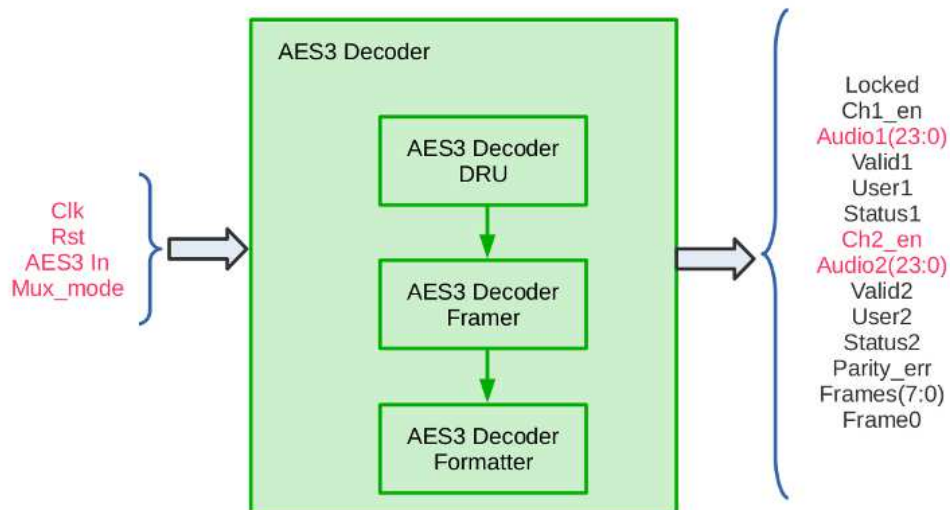 AES3 Decoder
AES3 Decoder
DRU
AES3 Decoder
Framer
AES3 Decoder
Formatter
Clk
Rst
AES3 In
Mux_mode
Locked
Ch1_en
Audio1(23:0)
Valid1
User1
Status1
Ch2_en
Audio2(23:0)
Valid2
User2
Status2
Parity_err
Frames(7:0)
Frame0